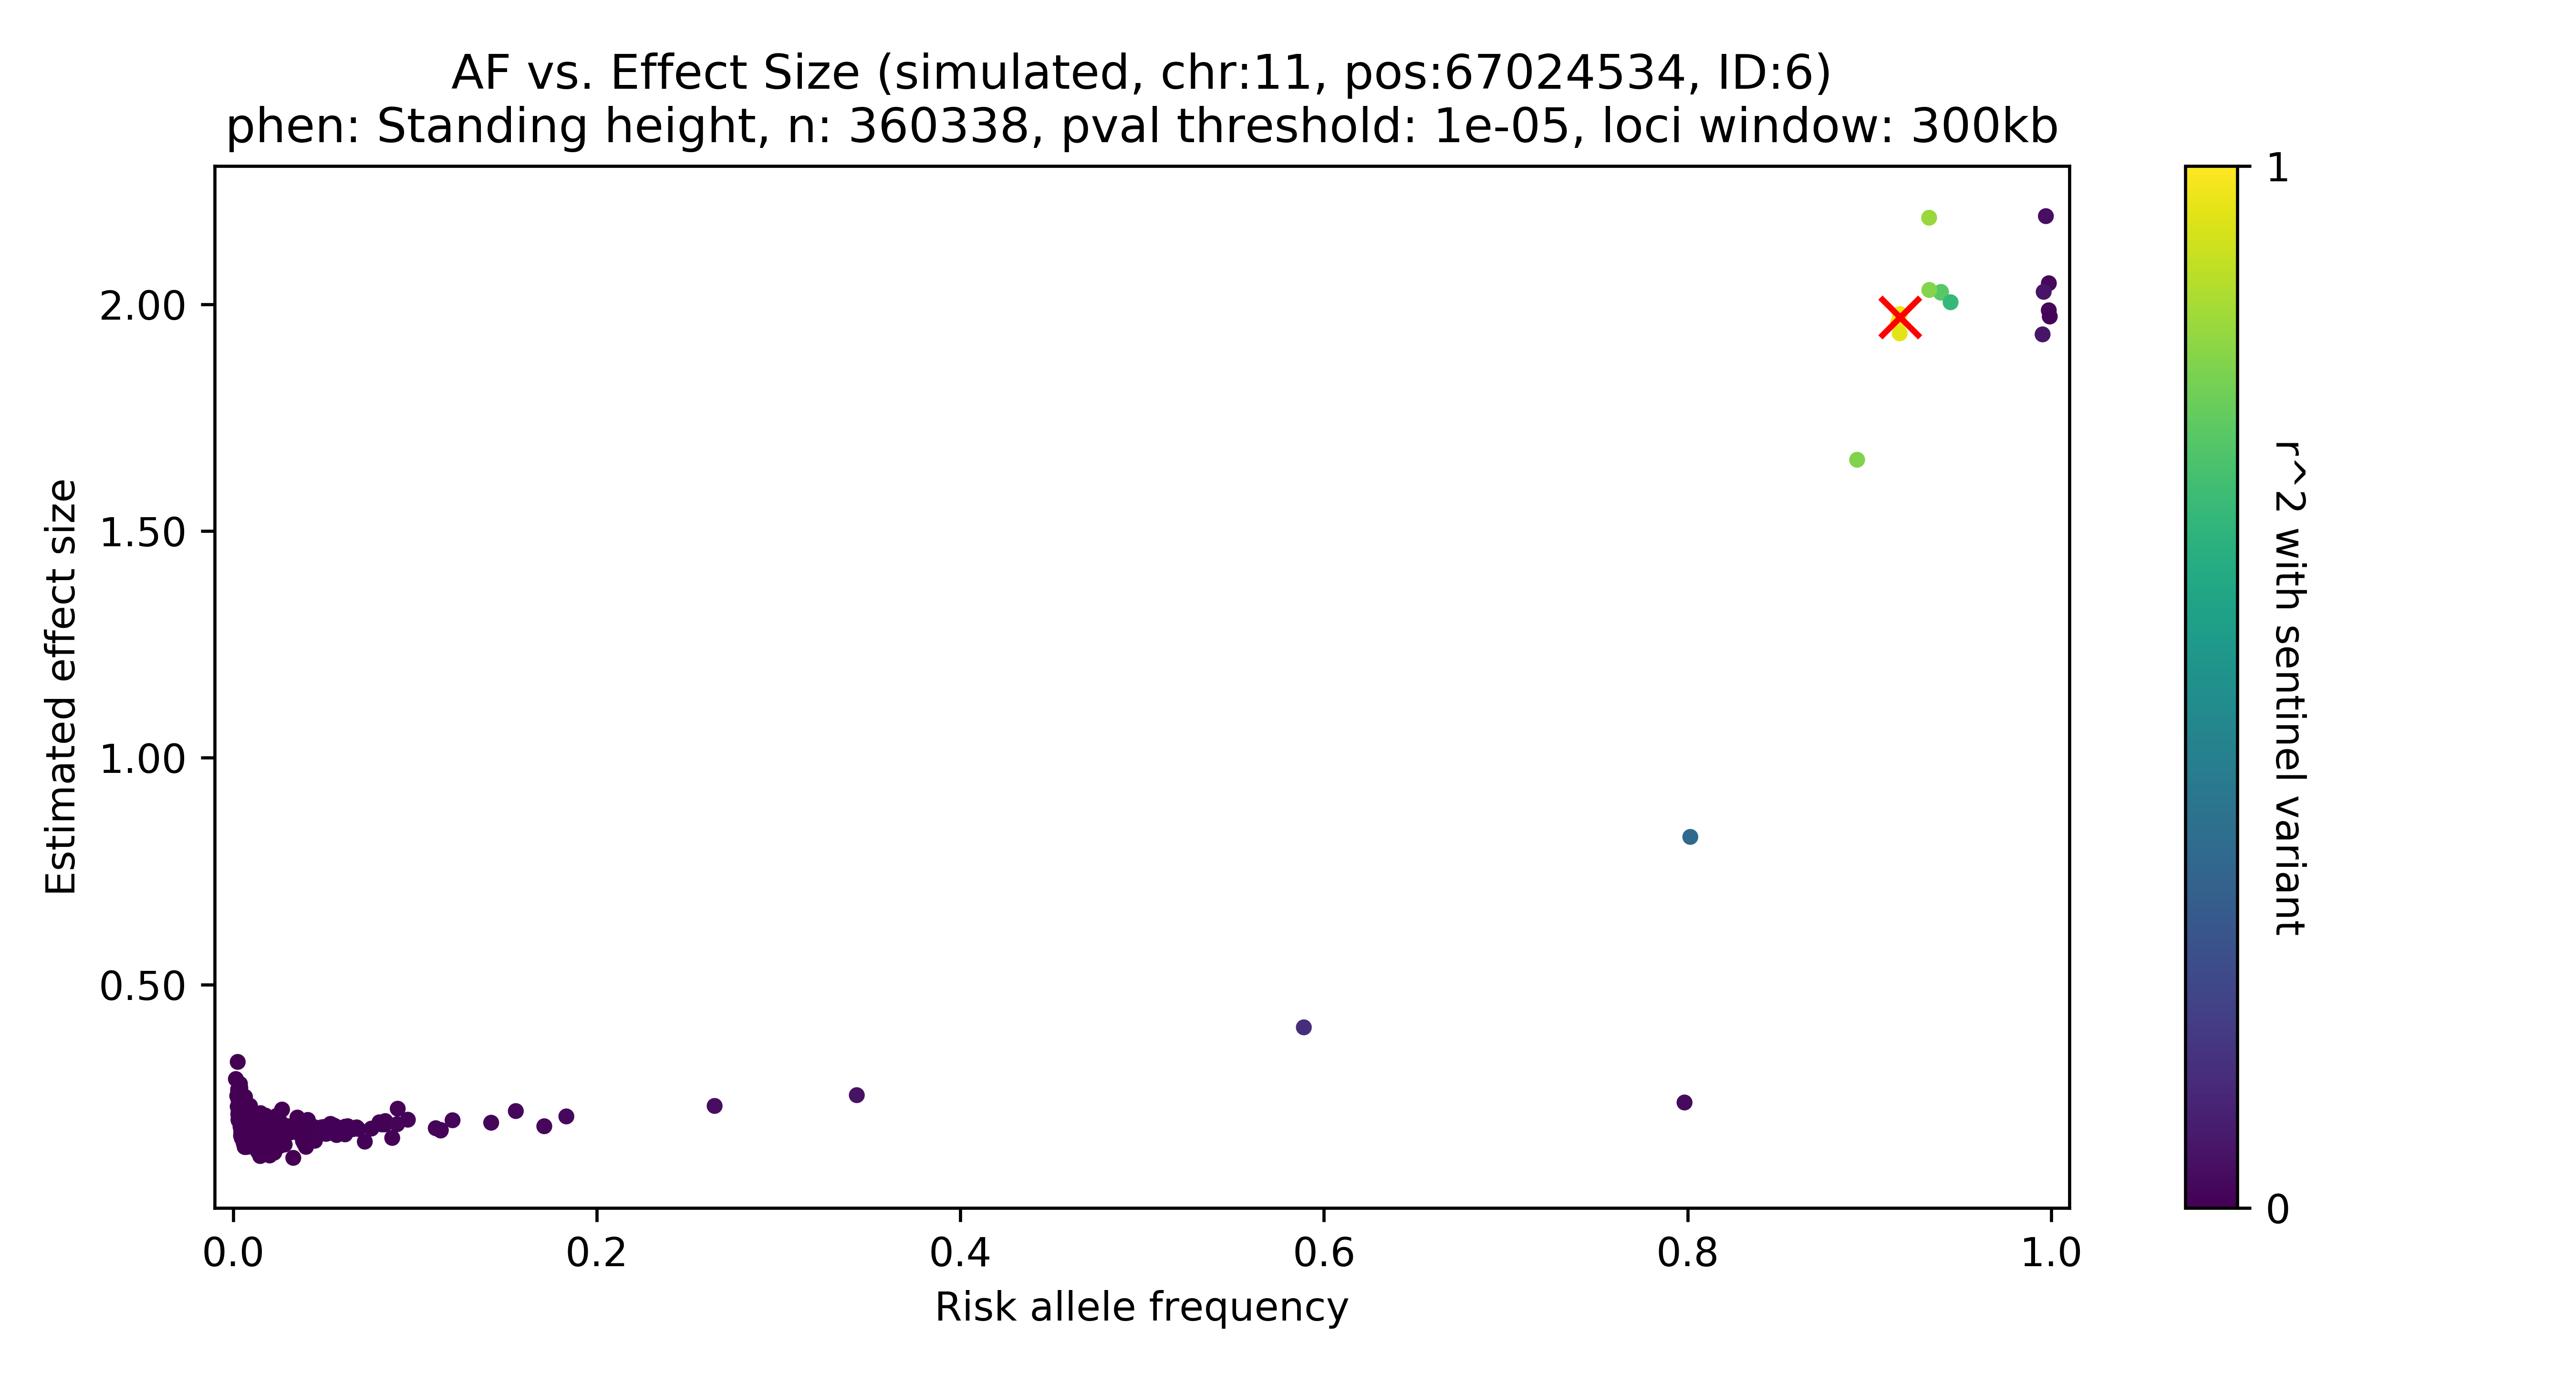 AF vs. Effect Size (simulated, chr:11, pos:67024534, ID:6)
phen: Standing height, n: 360338, pval threshold: 1e-05, loci window: 300kb
Estimated effect size
2.00
1.50
1.00
0.50
0.0 0.2 0.4 0.6 0.8 1.0
Risk allele frequency
1
r^2 with sentinel variant
0